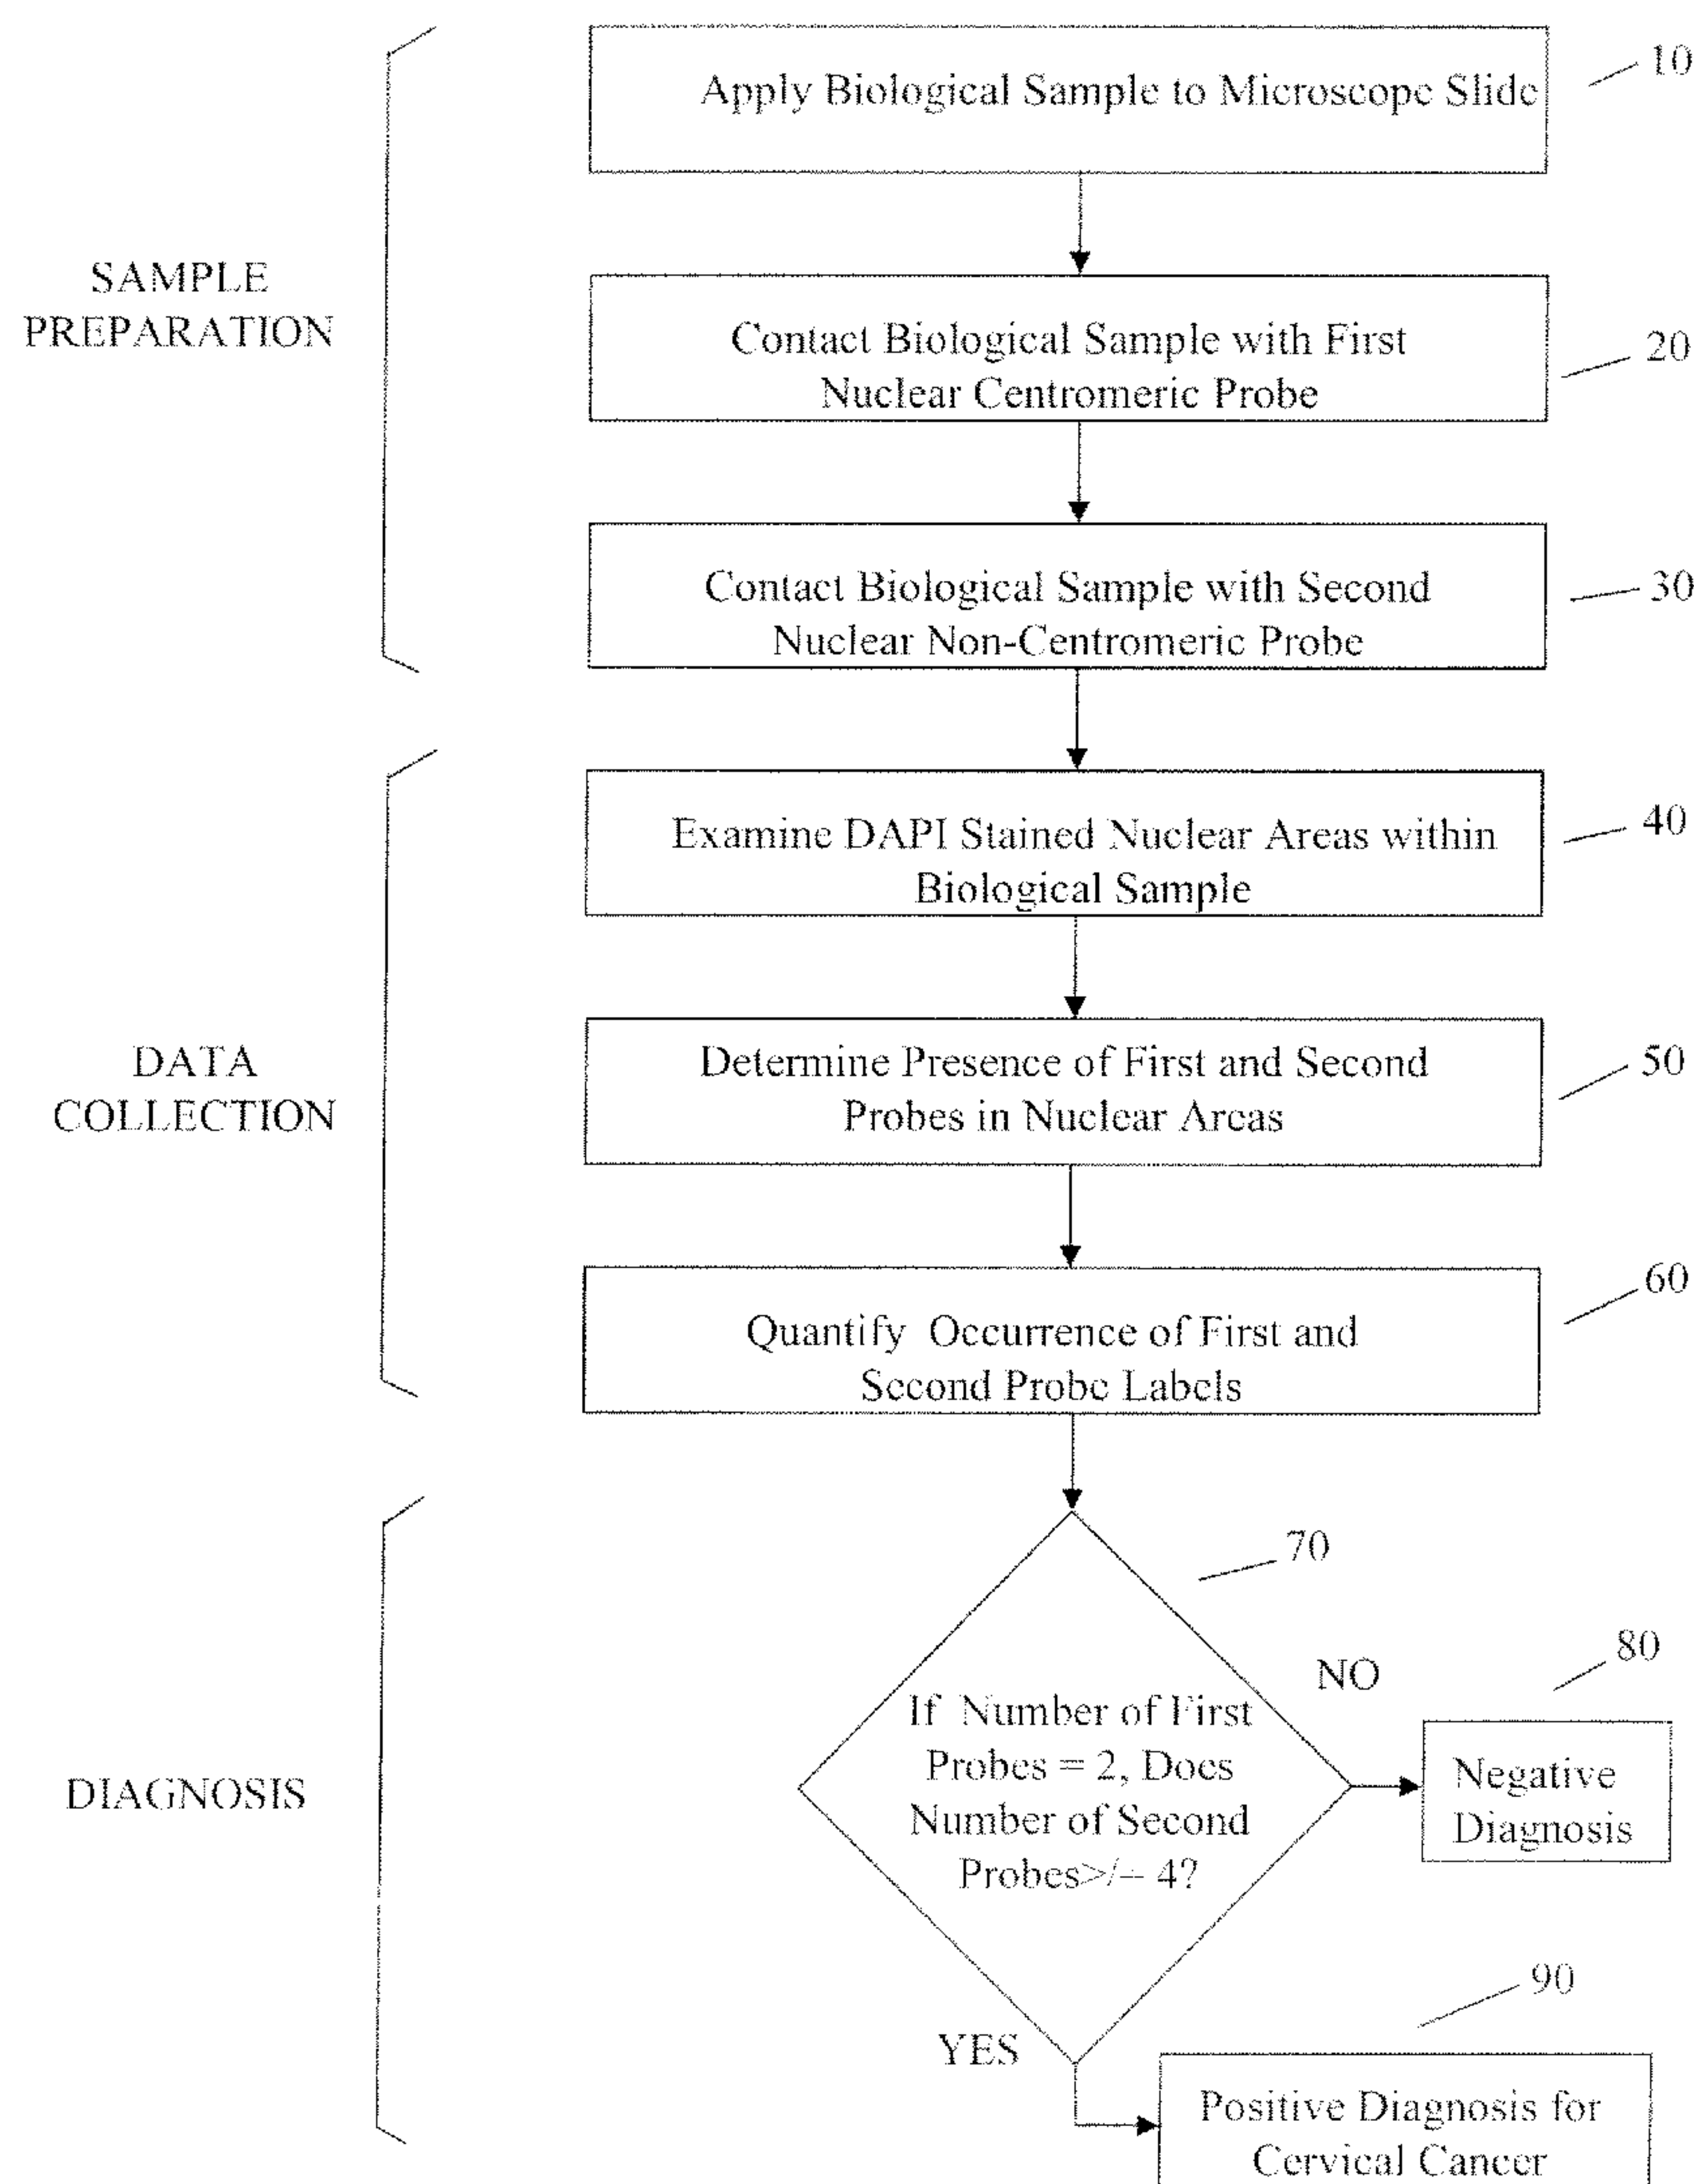 Apply Biological Sample to Microscope Slide
10
SAMPLE
PREPARATION
Contact Biological Sample with First
Nuclear Centromeric Probe
20
Contact Biological Sample with Second
Nuclear Non-Centromeric Probe
30
Examine DAPI Stained Nuclear Areas within
Biological Sample
40
DATA
COLLECTION
Determine Presence of First and Second
Probes in Nuclear Areas
50
Quantify Occurrence of First and
Second Probe Labels
60
DIAGNOSIS
70
If Number of First
Probes = 2, Does
Number of Second
Probes>/= 4?
NO
80
Negative
Diagnosis
YES
90
Positive Diagnosis for
Cervical Cancer